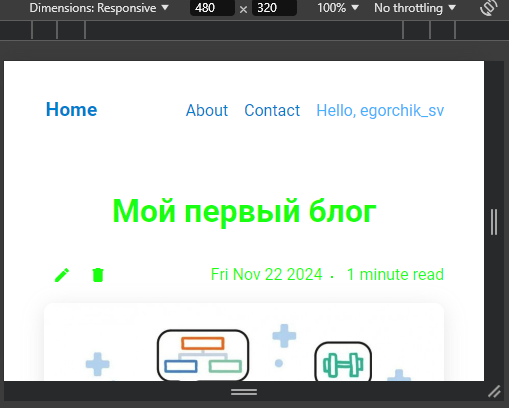 Dimensions: Responsive 480 × 320 100% No throttling
Home About Contact Hello, egorchik_sv
Мой первый блог
Fri Nov 22 2024 · 1 minute read